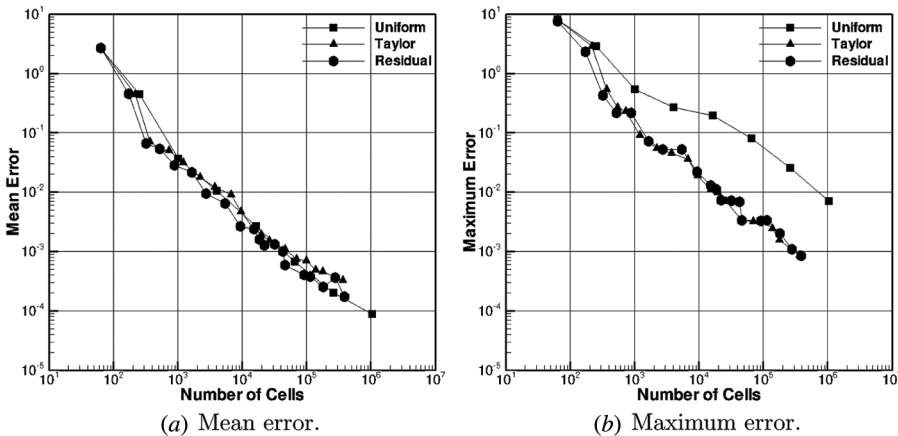 10^1
10^0
10^-1
10^-2
10^-3
10^-4
10^-5
Mean Error
Uniform
Taylor
Residual
10^1 10^2 10^3 10^4 10^5 10^6 10^7
Number of Cells
(a) Mean error.
10^1
10^0
10^-1
10^-2
10^-3
10^-4
10^-5
Maximum Error
Uniform
Taylor
Residual
10^1 10^2 10^3 10^4 10^5 10^6 10
Number of Cells
(b) Maximum error.